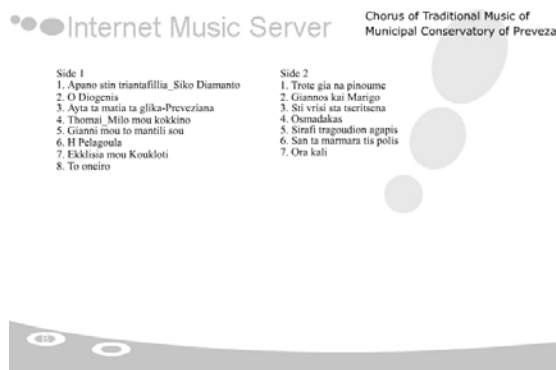 Internet Music Server
Chorus of Traditional Music of
Municipal Conservatory of Preveza
Side 1
1. Apano stin triantafillia_Siko Diamanto
2. O Diogenis
3. Ayta ta matia ta glika-Preveziana
4. Thomai_Milo mou kokkino
5. Gianni mou to mantili sou
6. H Pelagoula
7. Ekklisia mou Koukloti
8. To oneiro
Side 2
1. Trote gia na pinoume
2. Giannos kai Marigo
3. Sti vrisi sta tseritsena
4. Osmadakas
5. Sirafi tragoudion agapis
6. San ta marmara tis polis
7. Ora kali